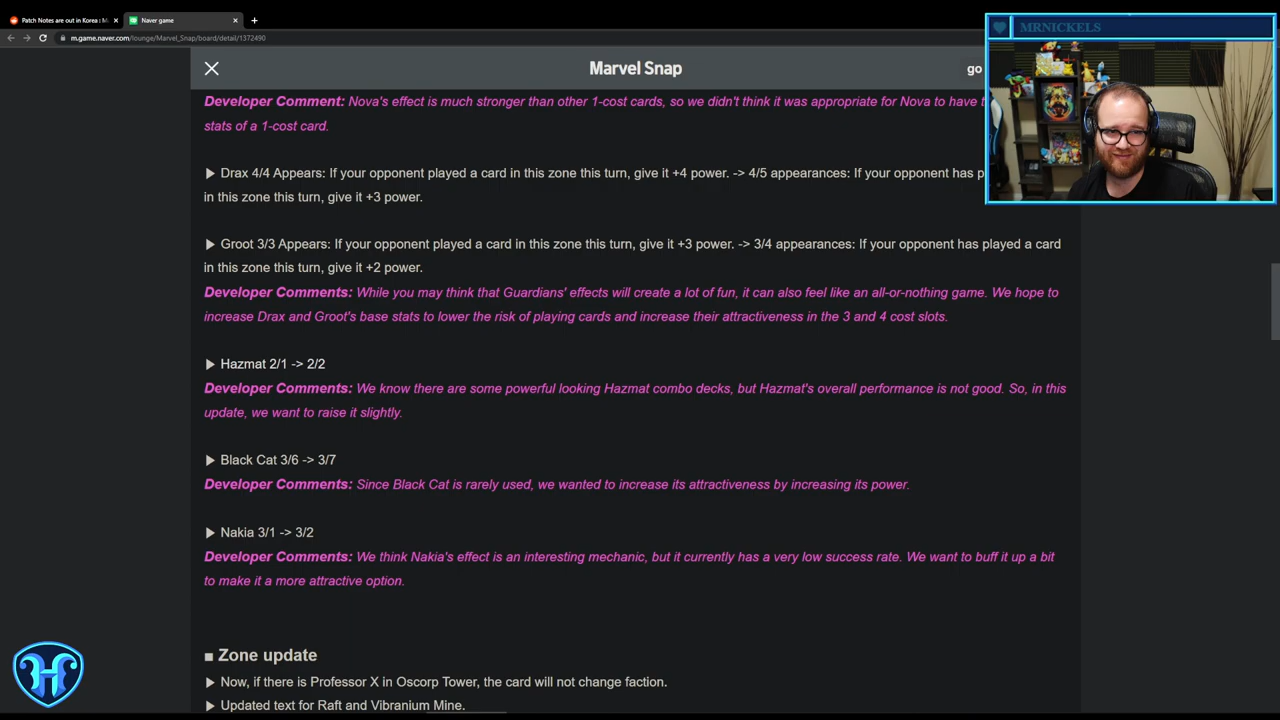 Patch Notes are out in Korea : M
Naver game
m.game.naver.com/lounge/Marvel_Snap/board/detail/1372490
MRNICKELS
Marvel Snap
go
Developer Comment: Nova's effect is much stronger than other 1-cost cards, so we didn't think it was appropriate for Nova to have t
stats of a 1-cost card.
▶ Drax 4/4 Appears: If your opponent played a card in this zone this turn, give it +4 power. -> 4/5 appearances: If your opponent has p
in this zone this turn, give it +3 power.
▶ Groot 3/3 Appears: If your opponent played a card in this zone this turn, give it +3 power. -> 3/4 appearances: If your opponent has played a card
in this zone this turn, give it +2 power.
Developer Comments: While you may think that Guardians' effects will create a lot of fun, it can also feel like an all-or-nothing game. We hope to
increase Drax and Groot's base stats to lower the risk of playing cards and increase their attractiveness in the 3 and 4 cost slots.
▶ Hazmat 2/1 -> 2/2
Developer Comments: We know there are some powerful looking Hazmat combo decks, but Hazmat's overall performance is not good. So, in this
update, we want to raise it slightly.
▶ Black Cat 3/6 -> 3/7
Developer Comments: Since Black Cat is rarely used, we wanted to increase its attractiveness by increasing its power.
▶ Nakia 3/1 -> 3/2
Developer Comments: We think Nakia's effect is an interesting mechanic, but it currently has a very low success rate. We want to buff it up a bit
to make it a more attractive option.
■ Zone update
▶ Now, if there is Professor X in Oscorp Tower, the card will not change faction.
▶ Updated text for Raft and Vibranium Mine.